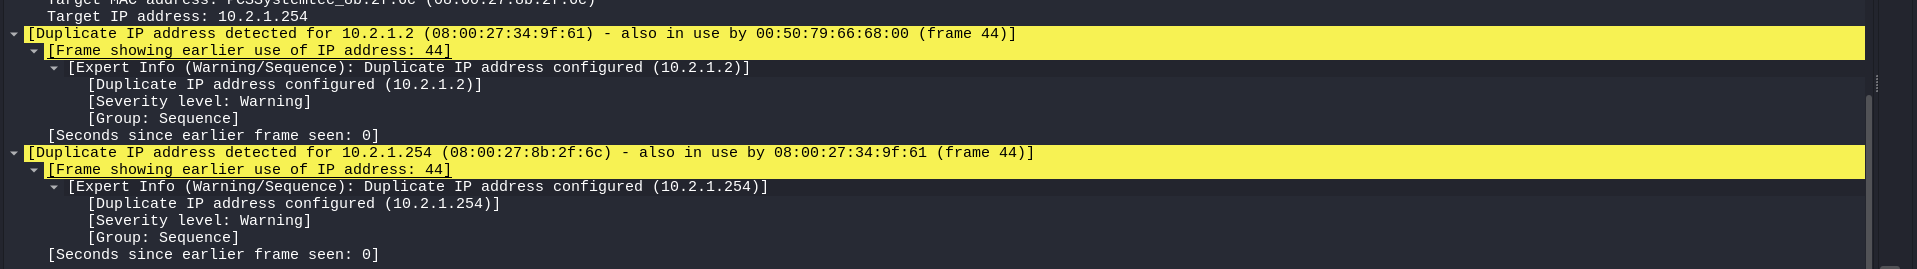 Target MAC address: PCSSystemtec_8b:2f:6c (08:00:27:8b:2f:6c)
Target IP address: 10.2.1.254
[Duplicate IP address detected for 10.2.1.2 (08:00:27:34:9f:61) - also in use by 00:50:79:66:68:00 (frame 44)]
[Frame showing earlier use of IP address: 44]
[Expert Info (Warning/Sequence): Duplicate IP address configured (10.2.1.2)]
[Duplicate IP address configured (10.2.1.2)]
[Severity level: Warning]
[Group: Sequence]
[Seconds since earlier frame seen: 0]
[Duplicate IP address detected for 10.2.1.254 (08:00:27:8b:2f:6c) - also in use by 08:00:27:34:9f:61 (frame 44)]
[Frame showing earlier use of IP address: 44]
[Expert Info (Warning/Sequence): Duplicate IP address configured (10.2.1.254)]
[Duplicate IP address configured (10.2.1.254)]
[Severity level: Warning]
[Group: Sequence]
[Seconds since earlier frame seen: 0]